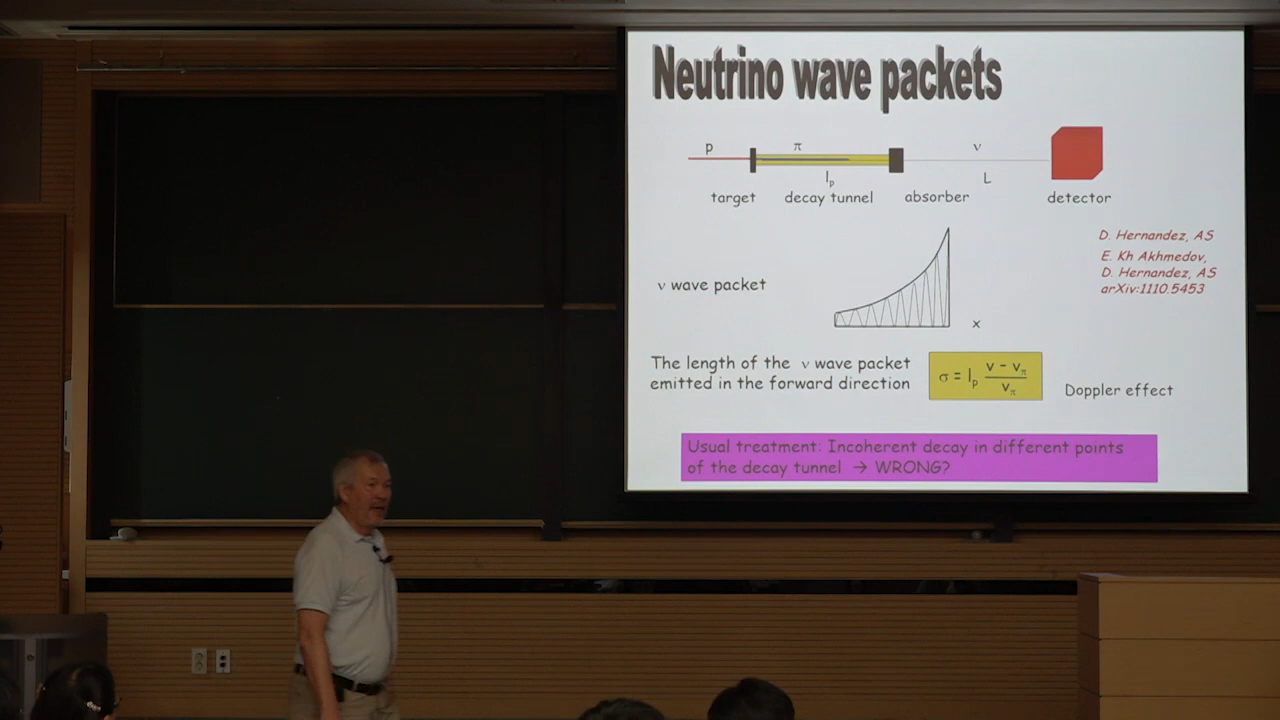 Neutrino wave packets
p π ν
lp L
target decay tunnel absorber detector
D. Hernandez, AS
E. Kh Akhmedov,
D. Hernandez, AS
arXiv:1110.5453
ν wave packet
x
The length of the ν wave packet
emitted in the forward direction
σ = lp (v - vπ) / vπ
Doppler effect
Usual treatment: Incoherent decay in different points
of the decay tunnel → WRONG?